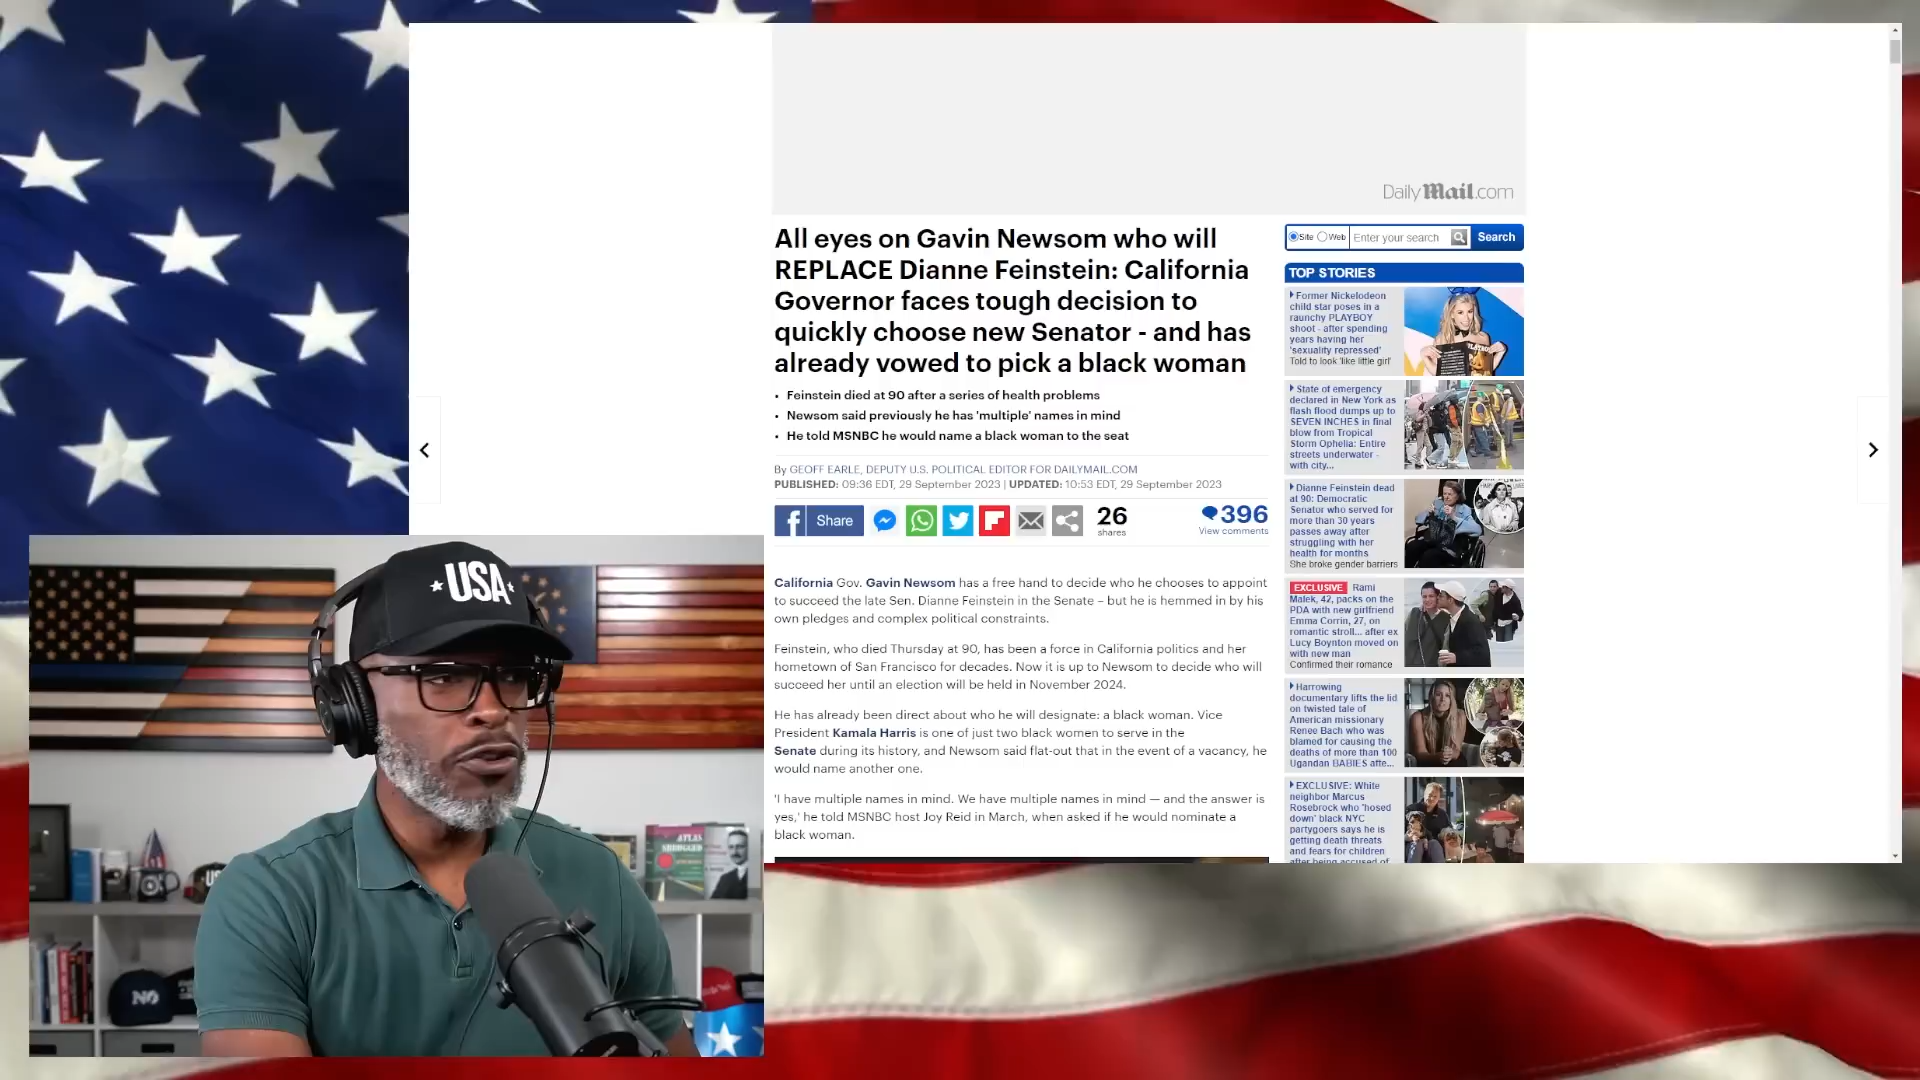 DailyMail.com
All eyes on Gavin Newsom who will
REPLACE Dianne Feinstein: California
Governor faces tough decision to
quickly choose new Senator - and has
already vowed to pick a black woman
• Feinstein died at 90 after a series of health problems
• Newsom said previously he has 'multiple' names in mind
• He told MSNBC he would name a black woman to the seat
By GEOFF EARLE, DEPUTY U.S. POLITICAL EDITOR FOR DAILYMAIL.COM
PUBLISHED: 09:36 EDT, 29 September 2023 | UPDATED: 10:53 EDT, 29 September 2023
f Share
26
shares
396
View comments
California Gov. Gavin Newsom has a free hand to decide who he chooses to appoint
to succeed the late Sen. Dianne Feinstein in the Senate – but he is hemmed in by his
own pledges and complex political constraints.
Feinstein, who died Thursday at 90, has been a force in California politics and her
hometown of San Francisco for decades. Now it is up to Newsom to decide who will
succeed her until an election will be held in November 2024.
He has already been direct about who he will designate: a black woman. Vice
President Kamala Harris is one of just two black women to serve in the
Senate during its history, and Newsom said flat-out that in the event of a vacancy, he
would name another one.
'I have multiple names in mind. We have multiple names in mind — and the answer is
yes,' he told MSNBC host Joy Reid in March, when asked if he would nominate a
black woman.
Site Web Enter your search Search
TOP STORIES
Former Nickelodeon
child star poses in a
raunchy PLAYBOY
shoot - after spending
years having her
'sexuality repressed'
Told to look 'like little girl'
State of emergency
declared in New York as
flash flood dumps up to
SEVEN INCHES in final
blow from Tropical
Storm Ophelia: Entire
streets underwater -
with city...
Dianne Feinstein dead
at 90: Democratic
Senator who served for
more than 30 years
passes away after
struggling with her
health for months
She broke gender barriers
EXCLUSIVE Rami
Malek, 42, packs on the
PDA with new girlfriend
Emma Corrin, 27, on
romantic stroll... after ex
Lucy Boynton moved on
with new man
Confirmed their romance
Harrowing
documentary lifts the lid
on twisted tale of
American missionary
Renee Bach who was
blamed for causing the
deaths of more than 100
Ugandan BABIES afte...
EXCLUSIVE: White
neighbor Marcus
Rosebrock who 'hosed
down' black NYC
partygoers says he is
getting death threats
and fears for children
after being accused of
USA
ATLAS
SHRUGGED
NO